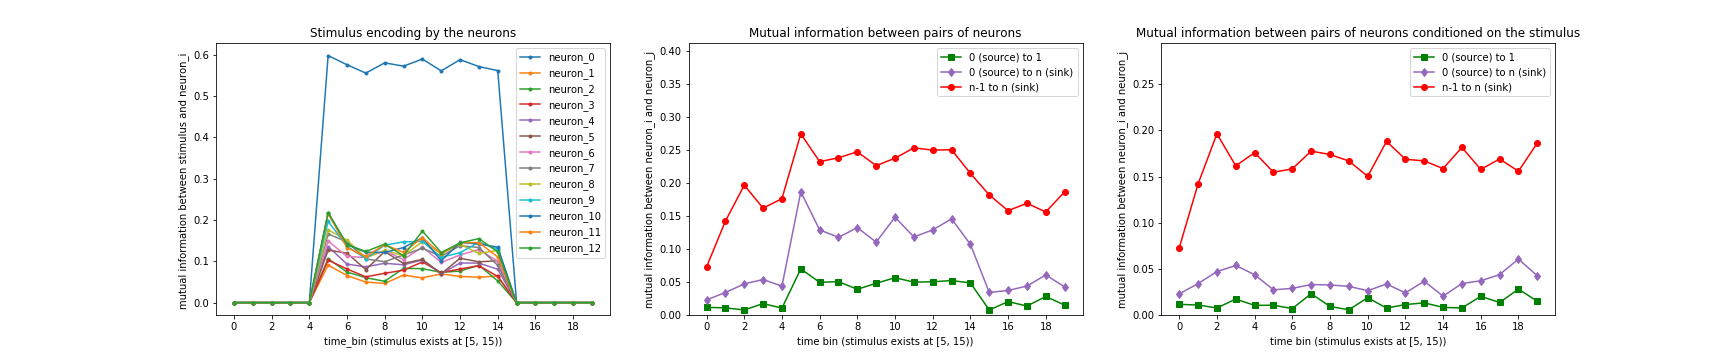 Stimulus encoding by the neurons
mutual information between stimulus and neuron_i
0.6
0.5
0.4
0.3
0.2
0.1
0.0
0 2 4 6 8 10 12 14 16 18
time_bin (stimulus exists at [5, 15))
neuron_0
neuron_1
neuron_2
neuron_3
neuron_4
neuron_5
neuron_6
neuron_7
neuron_8
neuron_9
neuron_10
neuron_11
neuron_12
Mutual information between pairs of neurons
mutual information between neuron_i and neuron_j
0.40
0.35
0.30
0.25
0.20
0.15
0.10
0.05
0.00
0 2 4 6 8 10 12 14 16 18
time bin (stimulus exists at [5, 15))
0 (source) to 1
0 (source) to n (sink)
n-1 to n (sink)
Mutual information between pairs of neurons conditioned on the stimulus
mutual information between neuron_i and neuron_j
0.25
0.20
0.15
0.10
0.05
0.00
0 2 4 6 8 10 12 14 16 18
time bin (stimulus exists at [5, 15))
0 (source) to 1
0 (source) to n (sink)
n-1 to n (sink)